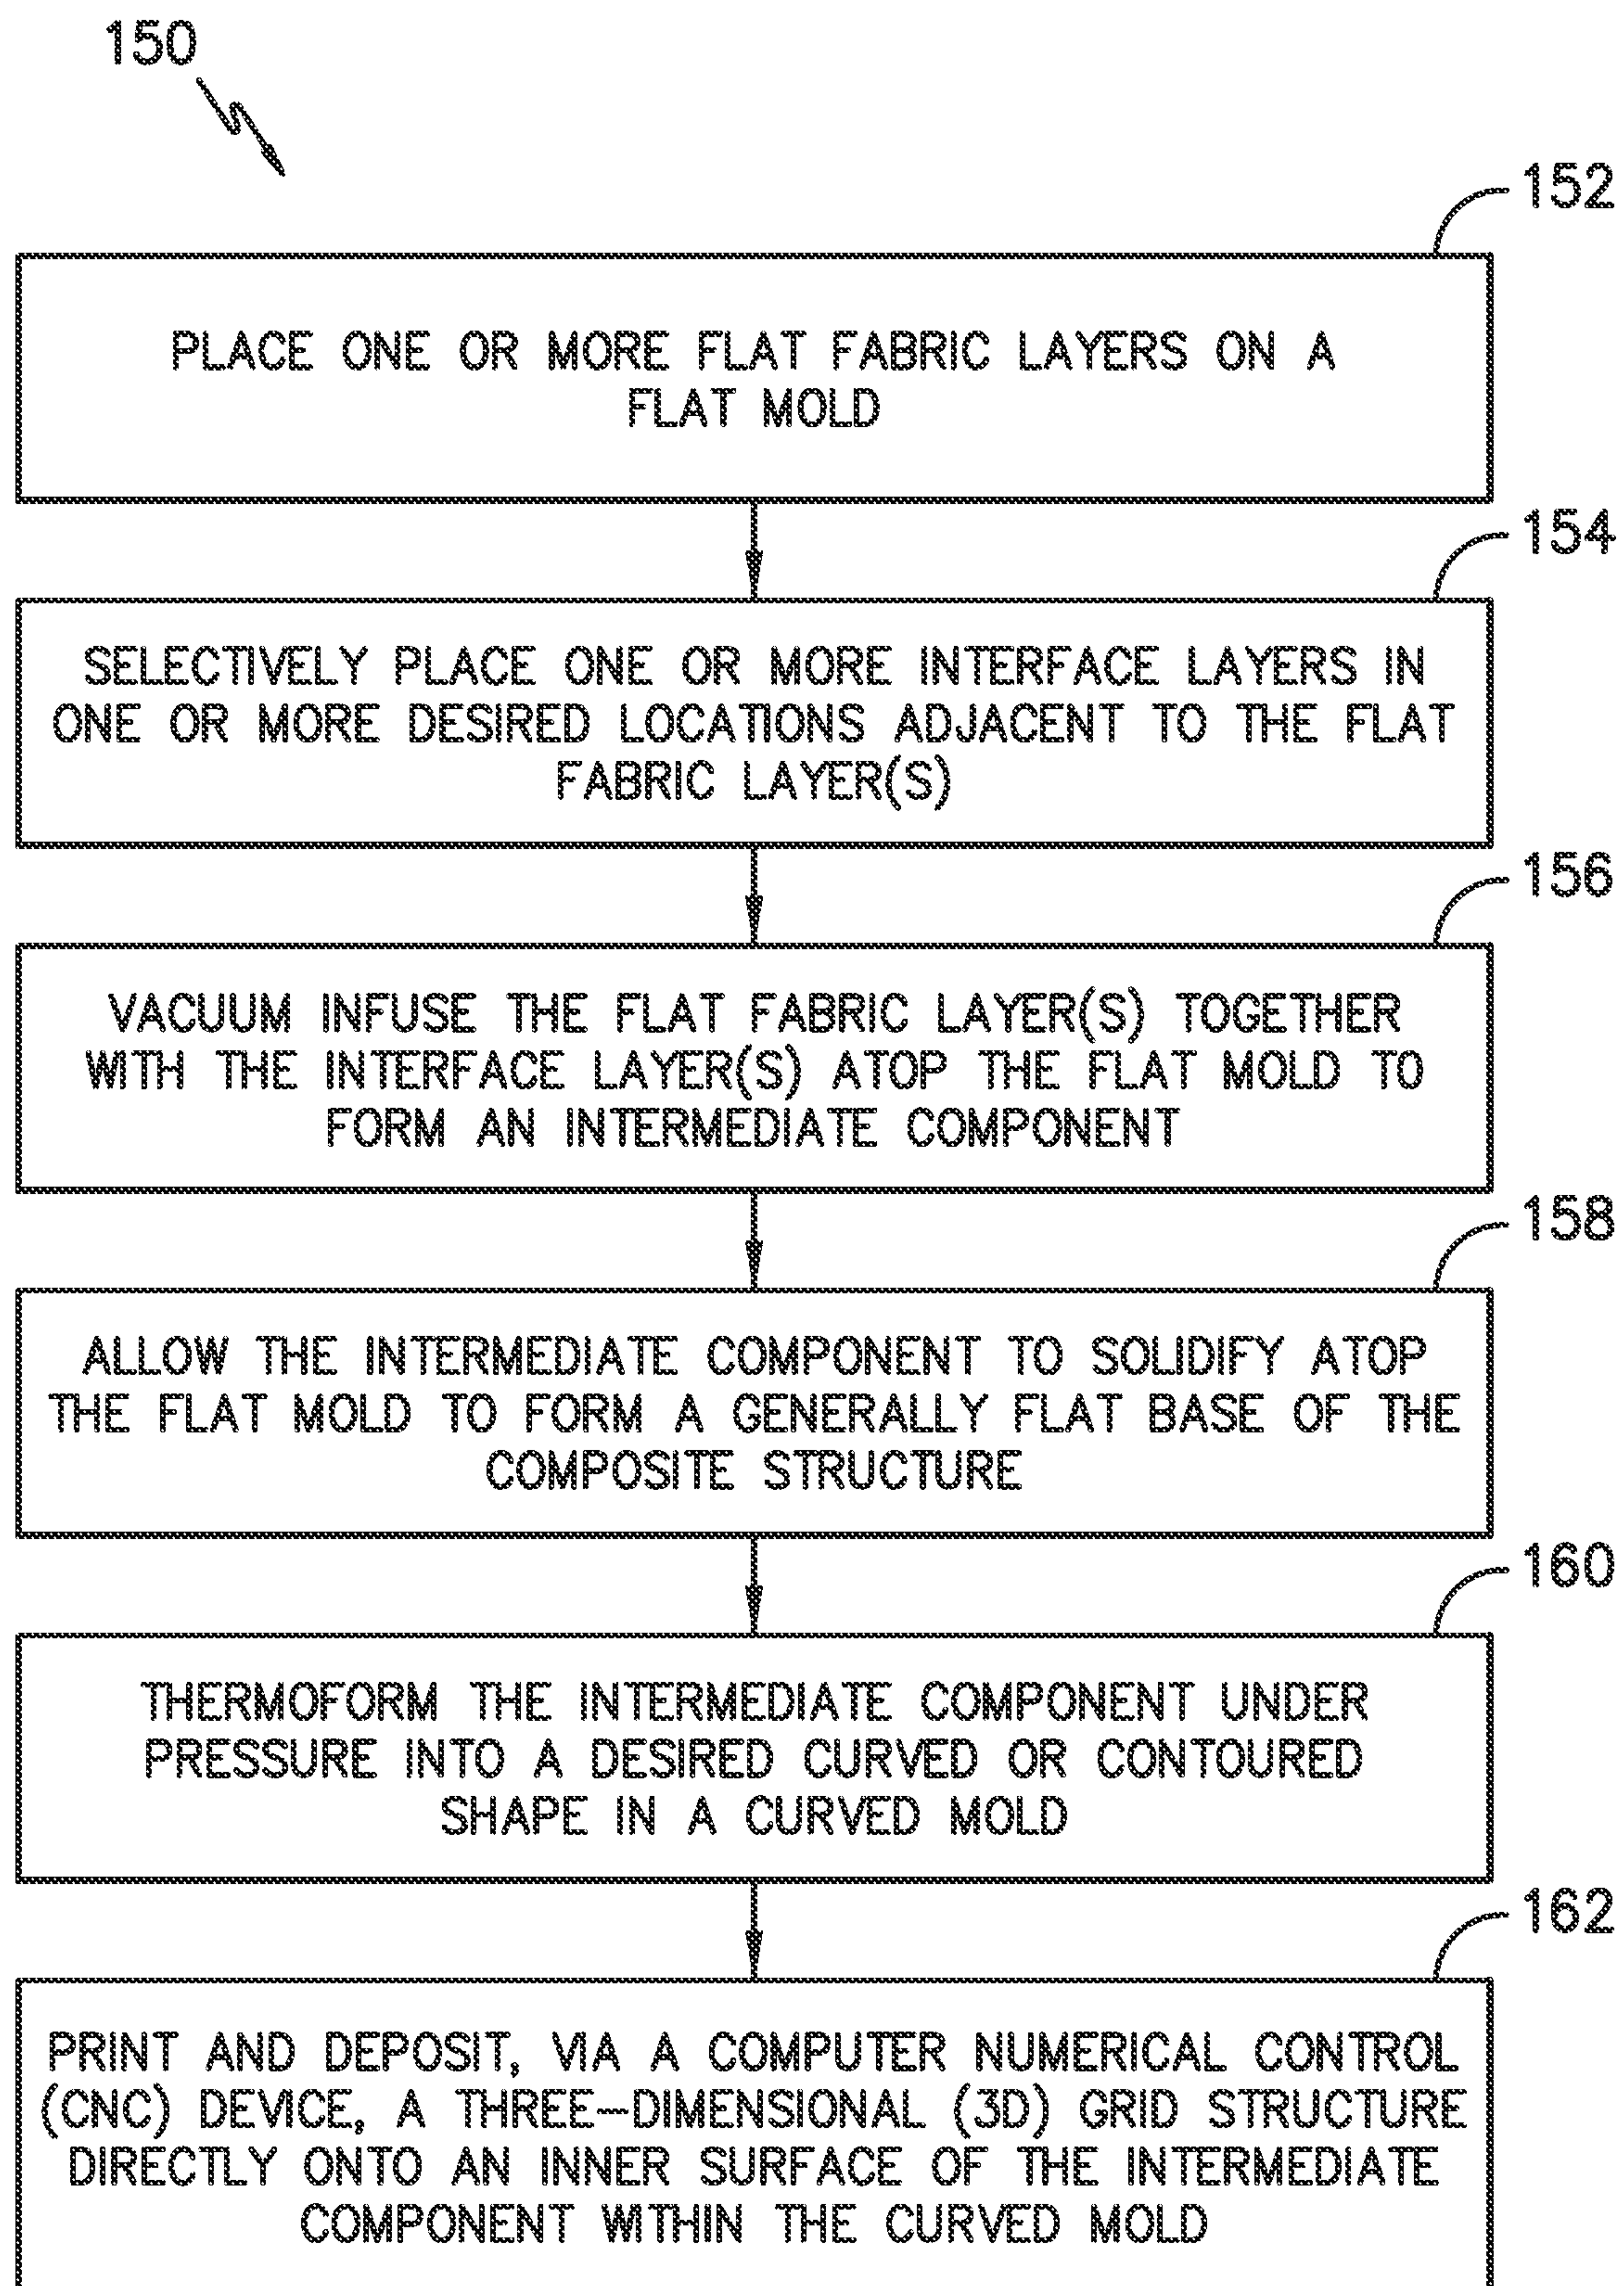 150
152
PLACE ONE OR MORE FLAT FABRIC LAYERS ON A
FLAT MOLD
154
SELECTIVELY PLACE ONE OR MORE INTERFACE LAYERS IN
ONE OR MORE DESIRED LOCATIONS ADJACENT TO THE FLAT
FABRIC LAYER(S)
156
VACUUM INFUSE THE FLAT FABRIC LAYER(S) TOGETHER
WITH THE INTERFACE LAYER(S) ATOP THE FLAT MOLD TO
FORM AN INTERMEDIATE COMPONENT
158
ALLOW THE INTERMEDIATE COMPONENT TO SOLIDIFY ATOP
THE FLAT MOLD TO FORM A GENERALLY FLAT BASE OF THE
COMPOSITE STRUCTURE
160
THERMOFORM THE INTERMEDIATE COMPONENT UNDER
PRESSURE INTO A DESIRED CURVED OR CONTOURED
SHAPE IN A CURVED MOLD
162
PRINT AND DEPOSIT, VIA A COMPUTER NUMERICAL CONTROL
(CNC) DEVICE, A THREE-DIMENSIONAL (3D) GRID STRUCTURE
DIRECTLY ONTO AN INNER SURFACE OF THE INTERMEDIATE
COMPONENT WITHIN THE CURVED MOLD